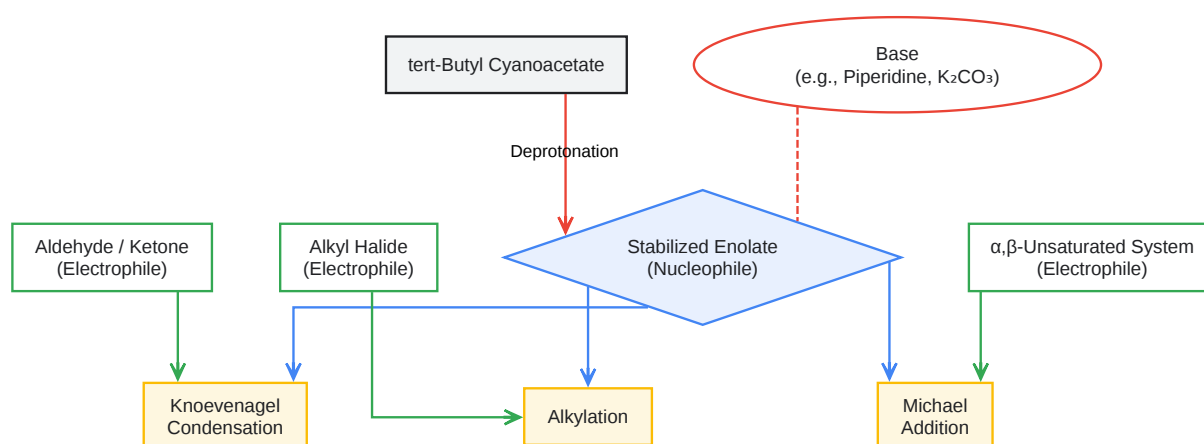 tert-Butyl Cyanoacetate
Base
(e.g., Piperidine, K₂CO₃)
Deprotonation
Aldehyde / Ketone
(Electrophile)
Alkyl Halide
(Electrophile)
Stabilized Enolate
(Nucleophile)
α,β-Unsaturated System
(Electrophile)
Knoevenagel
Condensation
Alkylation
Michael
Addition